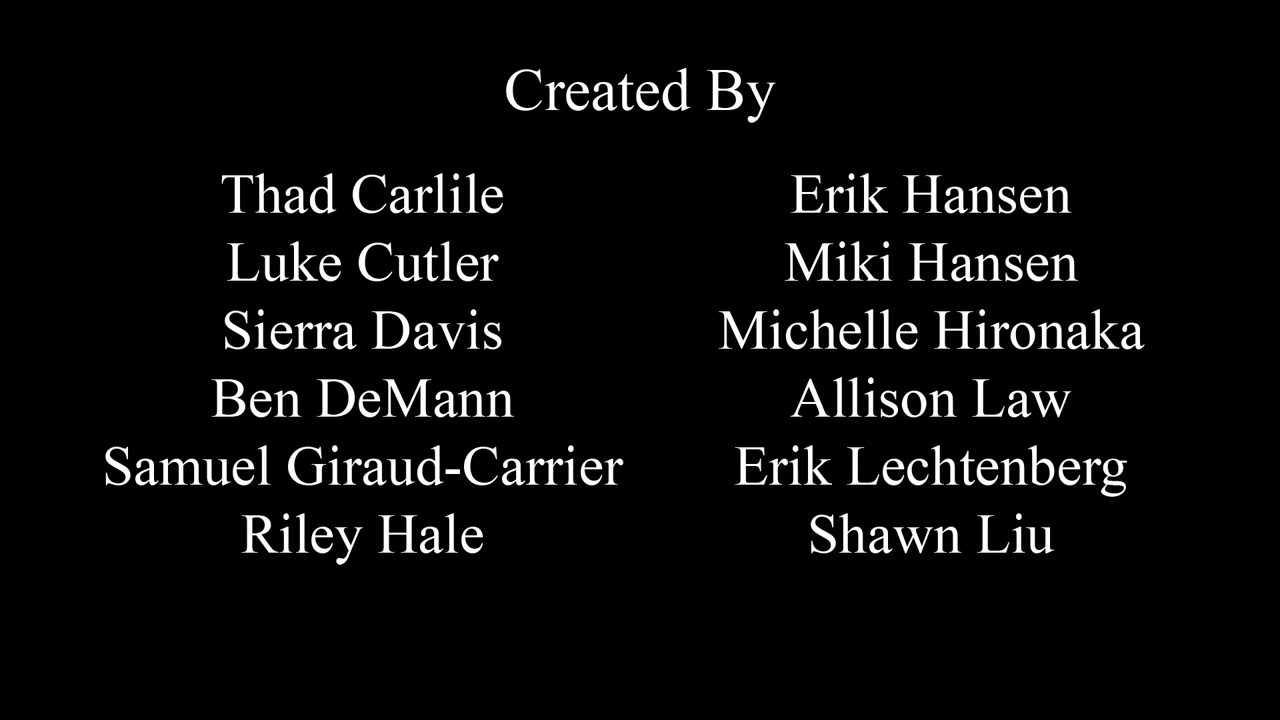 Created By
Thad Carlile
Luke Cutler
Sierra Davis
Ben DeMann
Samuel Giraud-Carrier
Riley Hale
Erik Hansen
Miki Hansen
Michelle Hironaka
Allison Law
Erik Lechtenberg
Shawn Liu